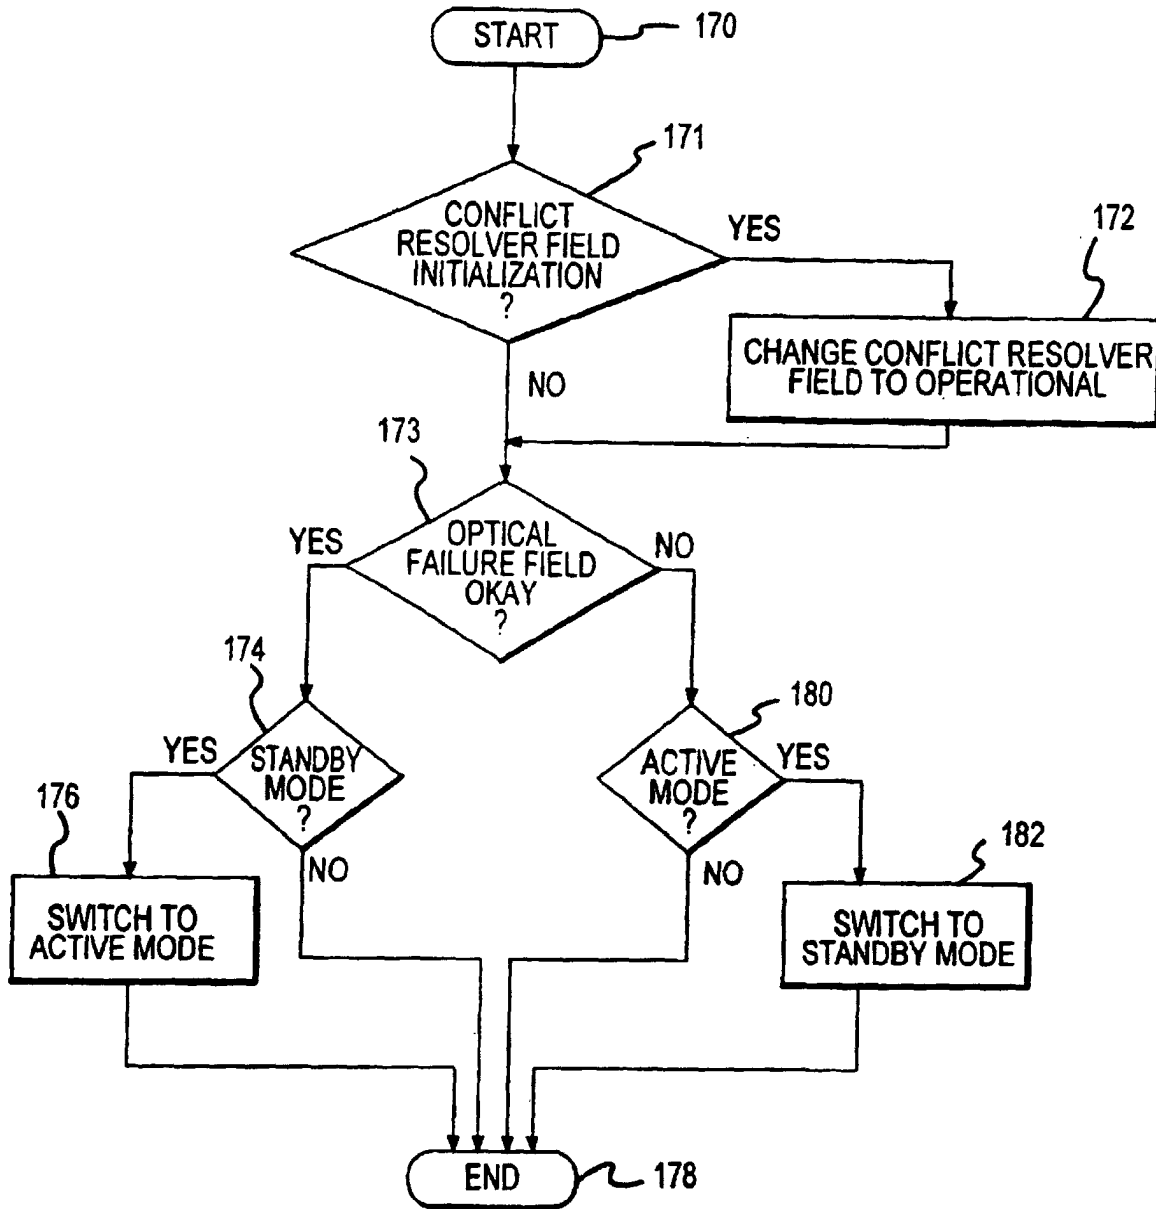 START
170
171
CONFLICT
RESOLVER FIELD
INITIALIZATION
?
YES
172
CHANGE CONFLICT RESOLVER
FIELD TO OPERATIONAL
NO
173
OPTICAL
FAILURE FIELD
OKAY
?
YES
NO
174
STANDBY
MODE
?
YES
NO
180
ACTIVE
MODE
?
YES
NO
176
SWITCH TO
ACTIVE MODE
182
SWITCH TO
STANDBY MODE
END
178